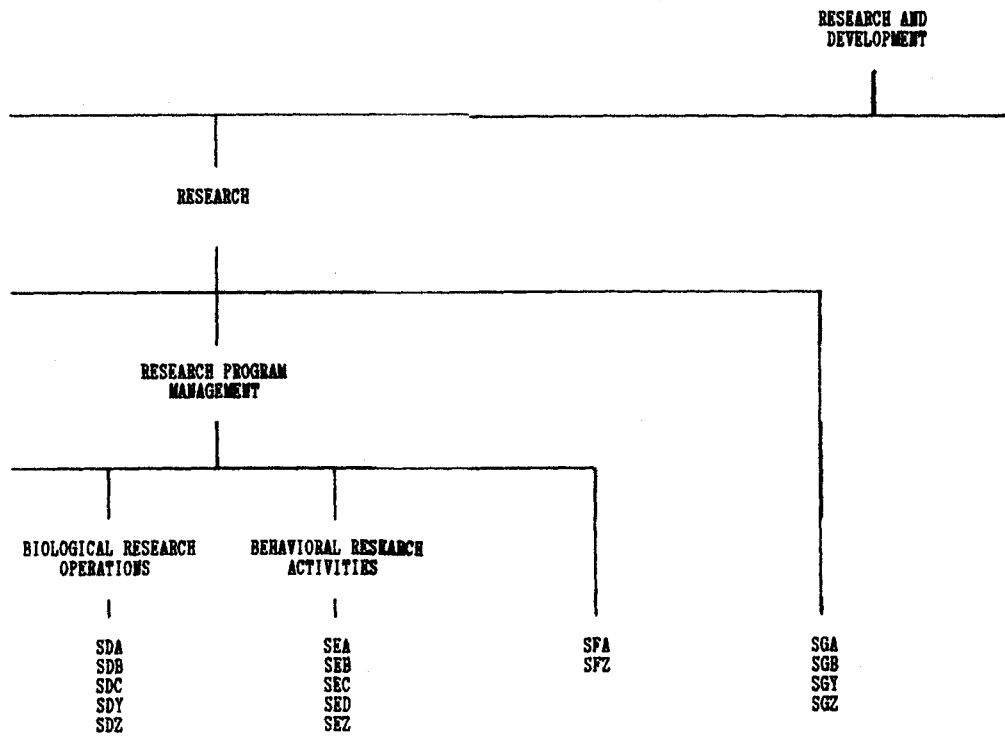 RESEARCH AND
DEVELOPMENT
RESEARCH
RESEARCH PROGRAM
MANAGEMENT
BIOLOGICAL RESEARCH
OPERATIONS
BEHAVIORAL RESEARCH
ACTIVITIES
SDA
SDB
SDC
SDY
SDZ
SEA
SEB
SEC
SED
SEZ
SFA
SFZ
SGA
SGB
SGY
SGZ